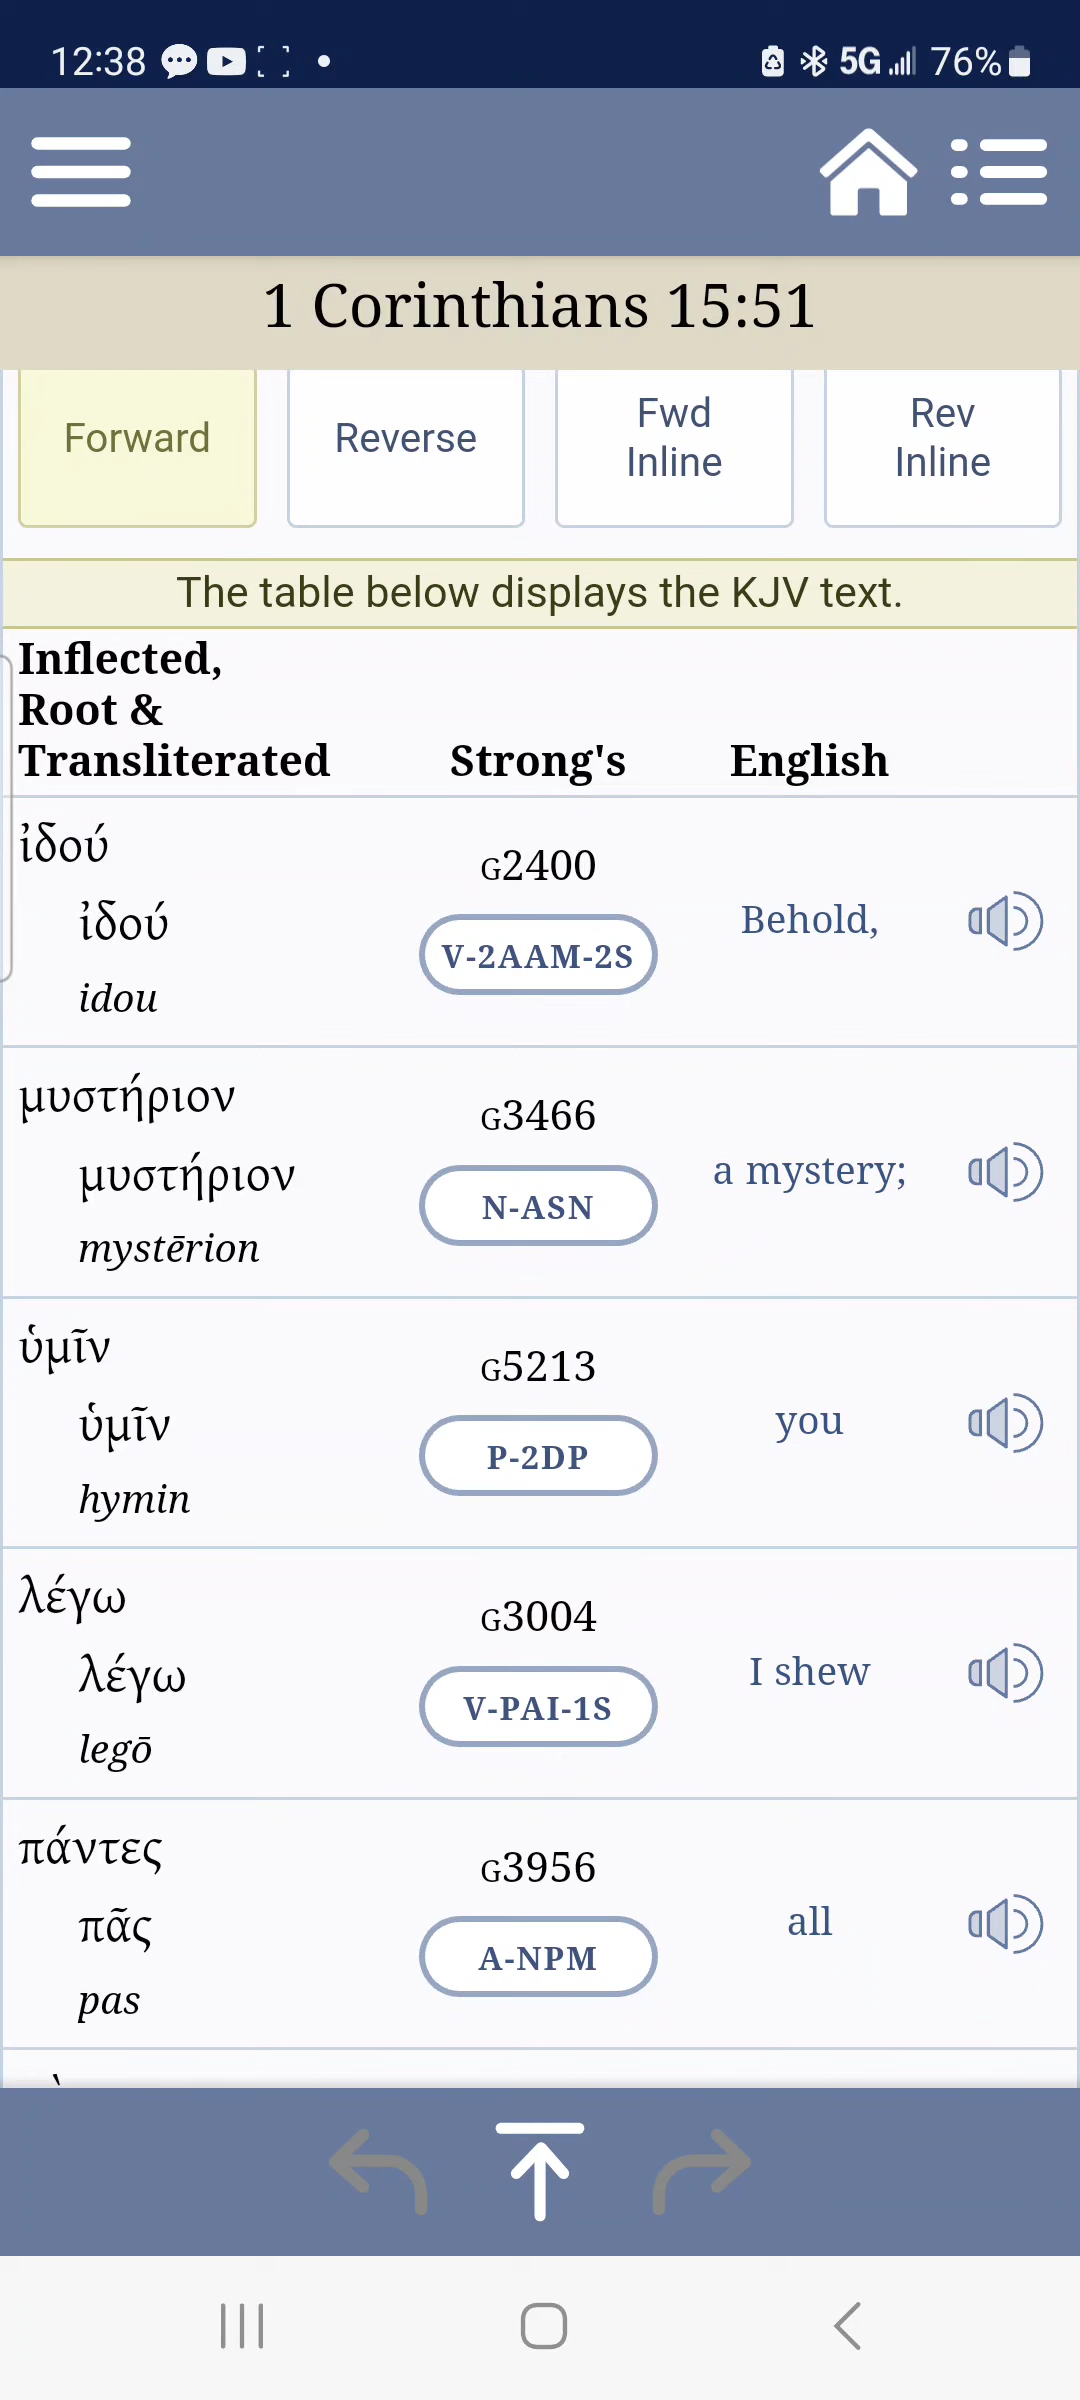 12:38
5G 76%
1 Corinthians 15:51
Forward
Reverse
Fwd
Inline
Rev
Inline
The table below displays the KJV text.
Inflected,
Root &
Transliterated
Strong's
English
ἰδού
ἰδού
idou
G2400
V-2AAM-2S
Behold,
μυστήριον
μυστήριον
mystērion
G3466
N-ASN
a mystery;
ὑμῖν
ὑμῖν
hymin
G5213
P-2DP
you
λέγω
λέγω
legō
G3004
V-PAI-1S
I shew
πάντες
πᾶς
pas
G3956
A-NPM
all